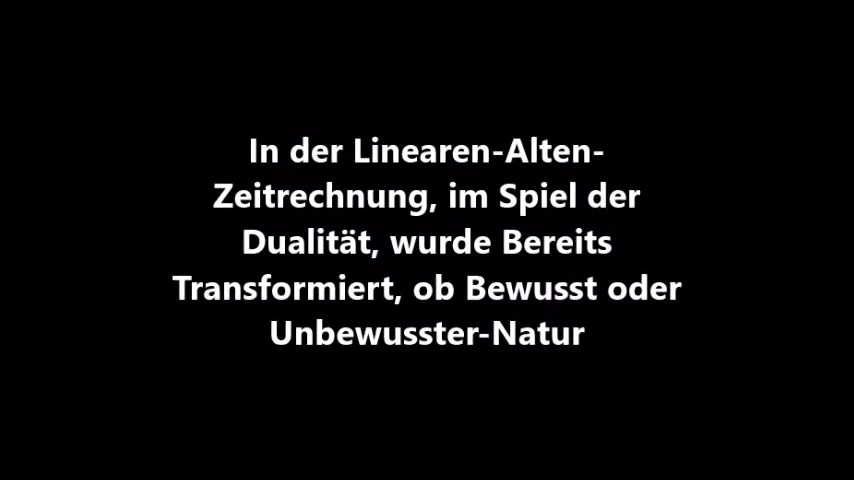 In der Linearen-Alten-
Zeitrechnung, im Spiel der
Dualität, wurde Bereits
Transformiert, ob Bewusst oder
Unbewusster-Natur